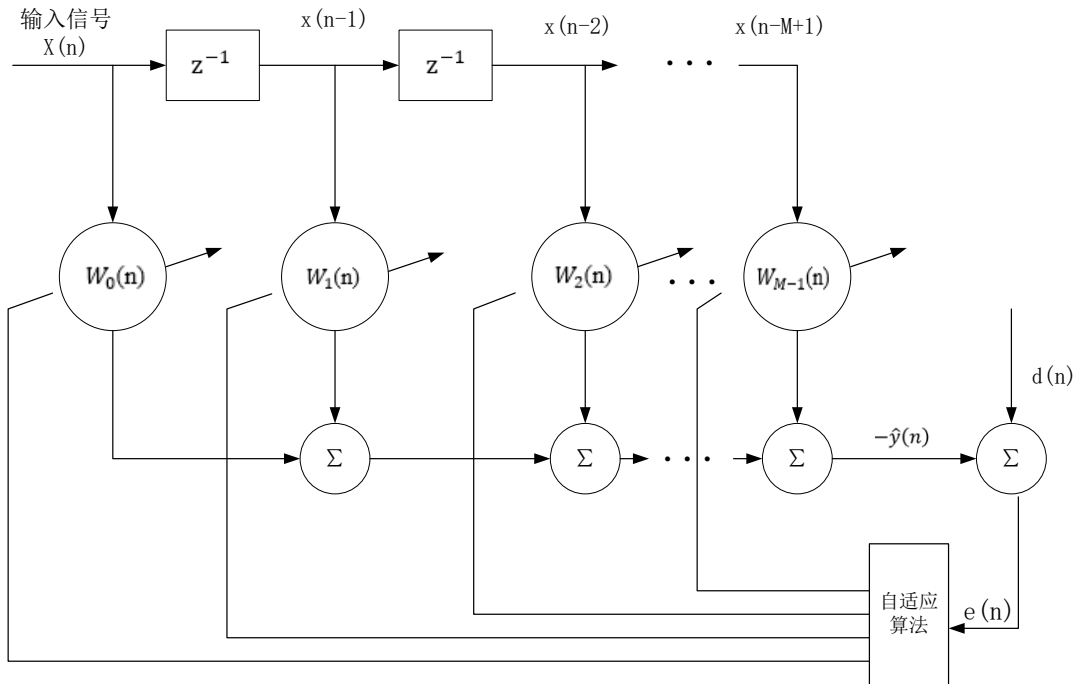 输入信号
X(n)
x(n-1)
x(n-2)
x(n-M+1)
z⁻¹
z⁻¹
···
W₀(n)
W₁(n)
W₂(n)
···
W_{M-1}(n)
d(n)
Σ
Σ
···
Σ
-ŷ(n)
Σ
自适应
算法
e(n)